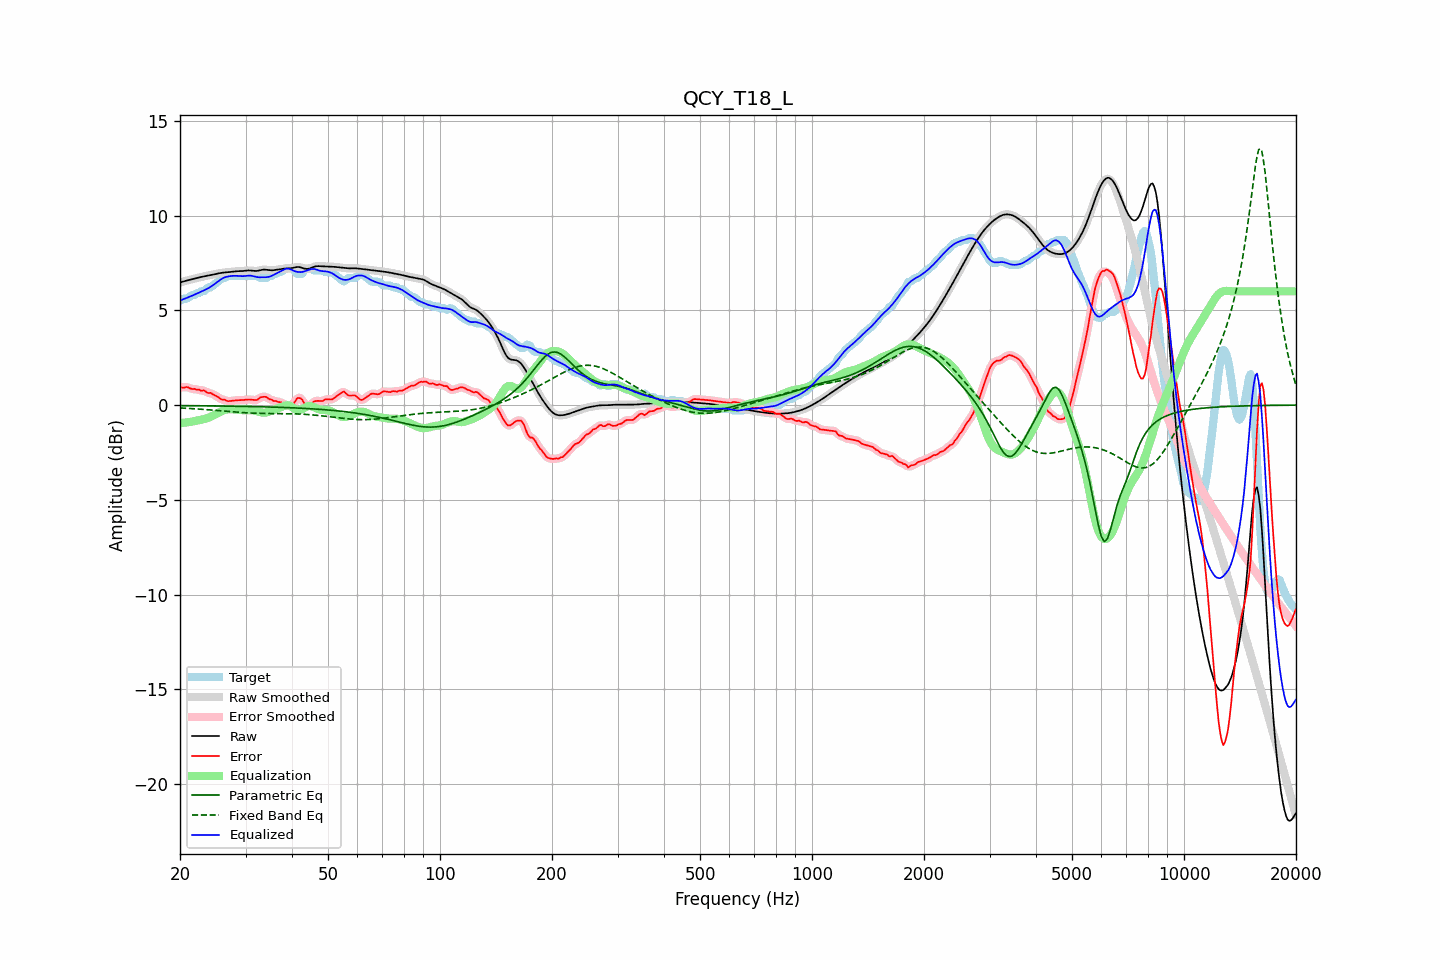 QCY_T18_L
15
10
5
0
−5
−10
−15
−20
Amplitude (dBr)
Target
Raw Smoothed
Error Smoothed
Raw
Error
Equalization
Parametric Eq
Fixed Band Eq
Equalized
20 50 100 200 500 1000 2000 5000 10000 20000
Frequency (Hz)